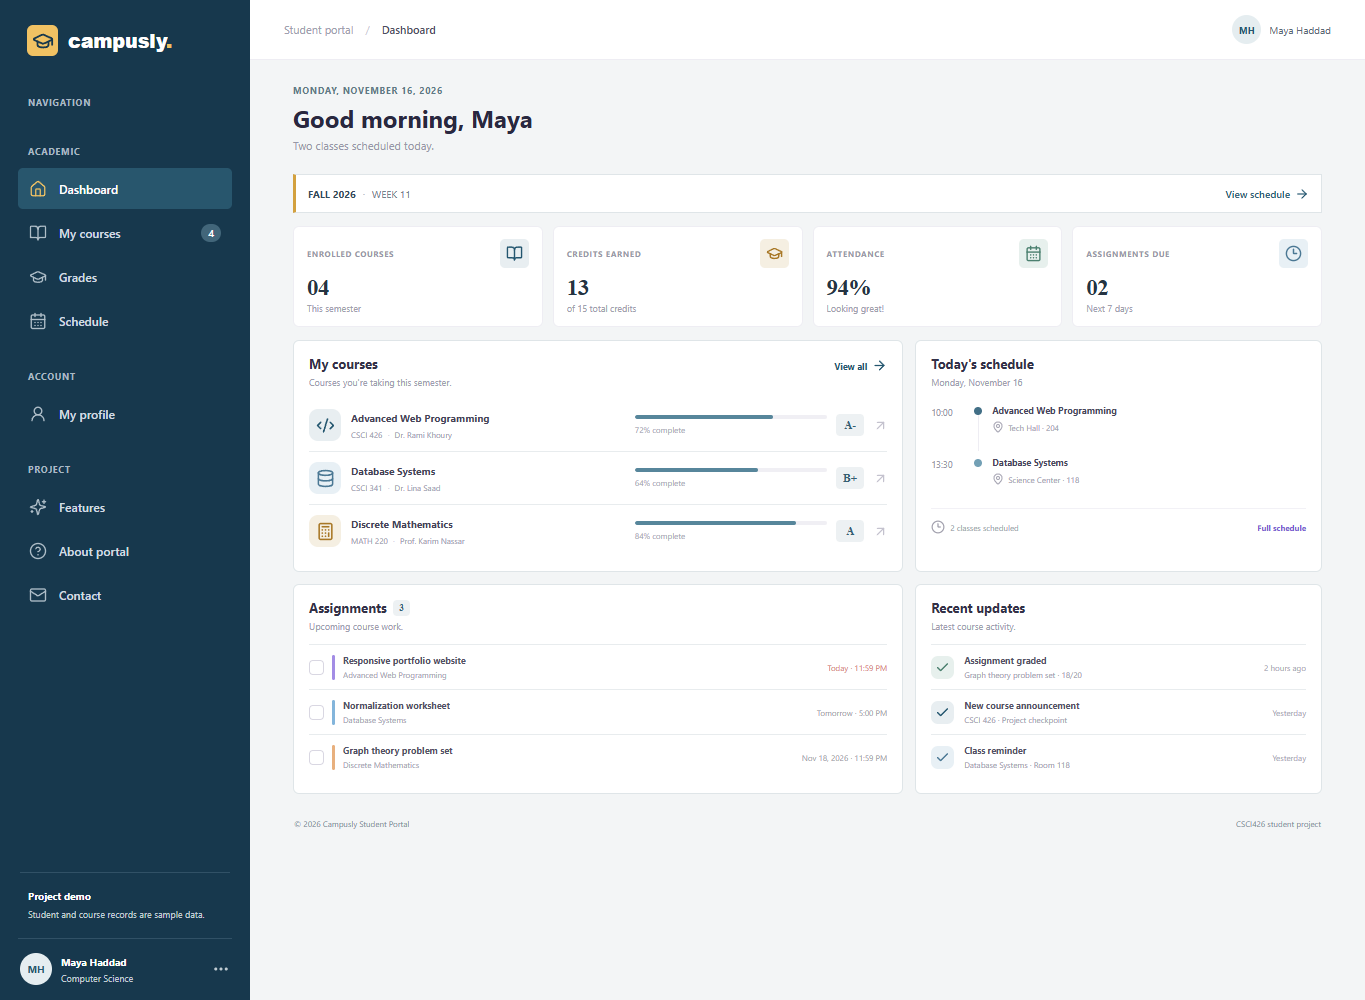 campusly.
NAVIGATION
ACADEMIC
Dashboard
My courses 4
Grades
Schedule
ACCOUNT
My profile
PROJECT
Features
About portal
Contact
Project demo
Student and course records are sample data.
MH Maya Haddad
Computer Science
Student portal / Dashboard
MH Maya Haddad
MONDAY, NOVEMBER 16, 2026
Good morning, Maya
Two classes scheduled today.
FALL 2026 · WEEK 11
View schedule
ENROLLED COURSES
04
This semester
CREDITS EARNED
13
of 15 total credits
ATTENDANCE
94%
Looking great!
ASSIGNMENTS DUE
02
Next 7 days
My courses
Courses you're taking this semester.
View all
Advanced Web Programming
CSCI 426 · Dr. Rami Khoury
72% complete
A-
Database Systems
CSCI 341 · Dr. Lina Saad
64% complete
B+
Discrete Mathematics
MATH 220 · Prof. Karim Nassar
84% complete
A
Today's schedule
Monday, November 16
10:00 Advanced Web Programming
Tech Hall · 204
13:30 Database Systems
Science Center · 118
2 classes scheduled
Full schedule
Assignments 3
Upcoming course work.
Responsive portfolio website
Advanced Web Programming
Today · 11:59 PM
Normalization worksheet
Database Systems
Tomorrow · 5:00 PM
Graph theory problem set
Discrete Mathematics
Nov 18, 2026 · 11:59 PM
Recent updates
Latest course activity.
Assignment graded
Graph theory problem set · 18/20
2 hours ago
New course announcement
CSCI 426 · Project checkpoint
Yesterday
Class reminder
Database Systems · Room 118
Yesterday
© 2026 Campusly Student Portal
CSCI426 student project